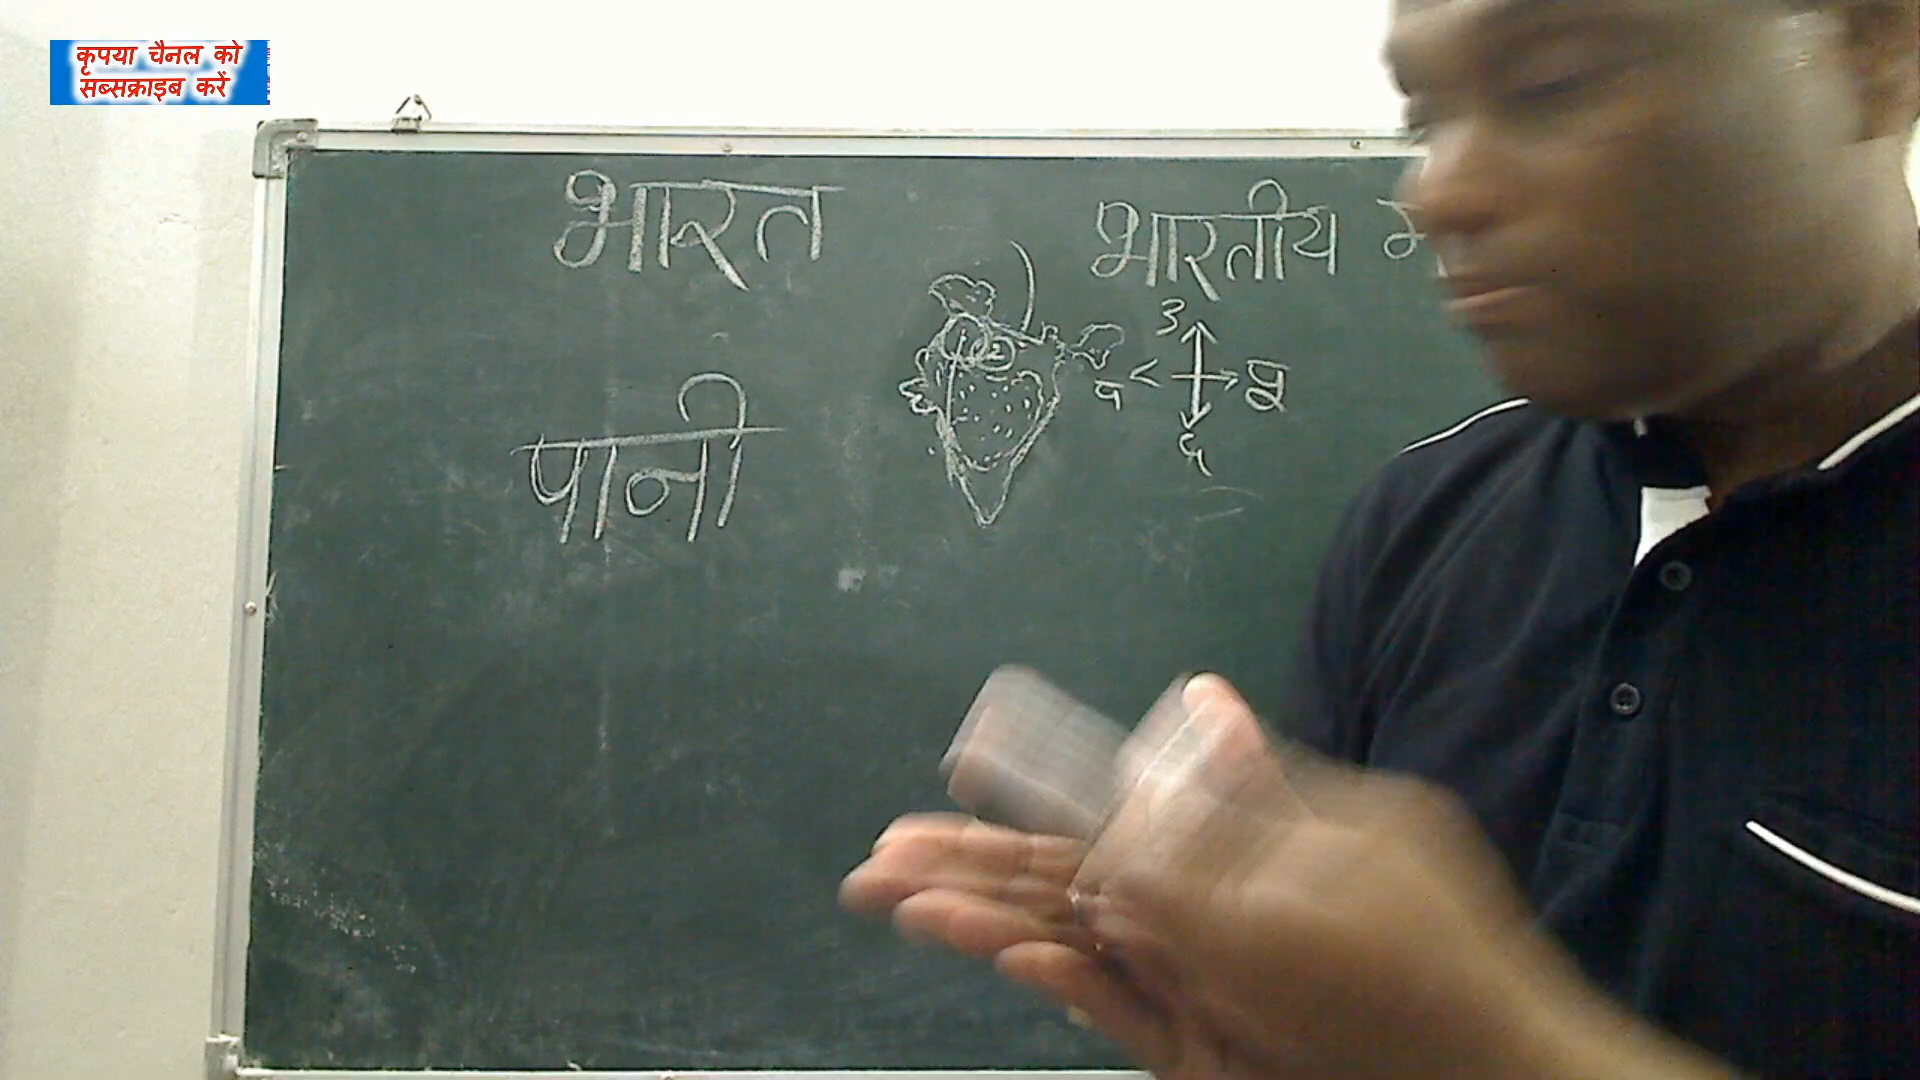 कृपया चैनल को
सब्सक्राइब करें
भारत
भारतीय
पानी
उ
द